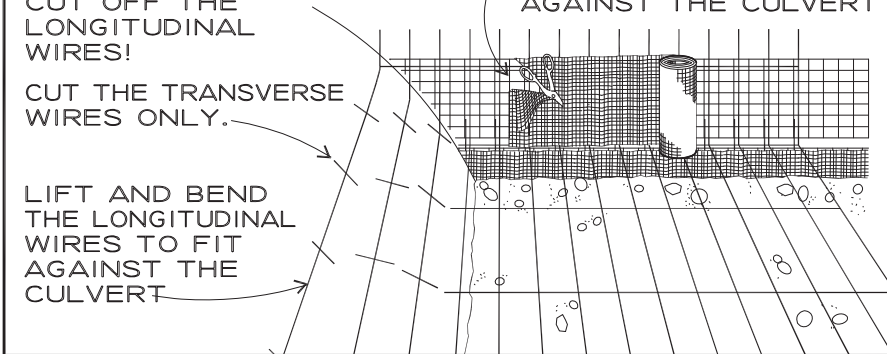 CUT OFF THE
LONGITUDINAL
WIRES!
AGAINST THE CULVERT
CUT THE TRANSVERSE
WIRES ONLY.
LIFT AND BEND
THE LONGITUDINAL
WIRES TO FIT
AGAINST THE
CULVERT